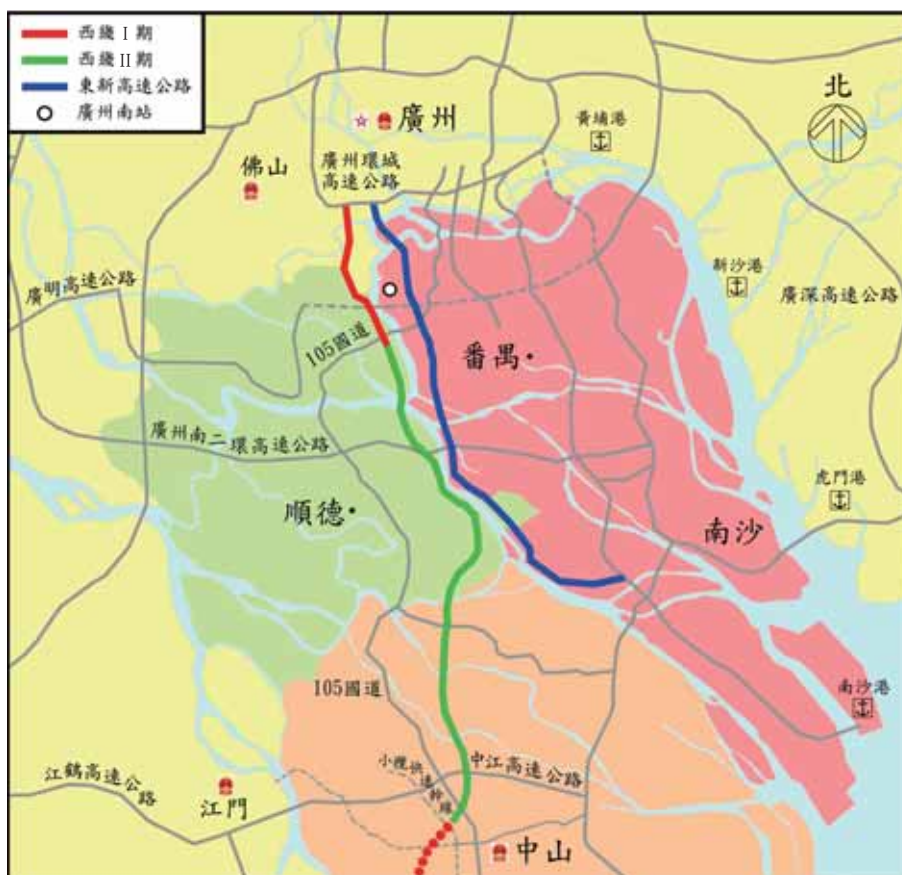 西綫Ⅰ期
西綫Ⅱ期
東新高速公路
廣州南站
北
廣州
黃埔港
佛山
廣州環城
高速公路
新沙港
廣明高速公路
廣深高速公路
105國道
番禺
廣州南二環高速公路
虎門港
順德
南沙
105國道
南沙港
小欖快速幹線
中江高速公路
江鶴高速公路
江門
中山